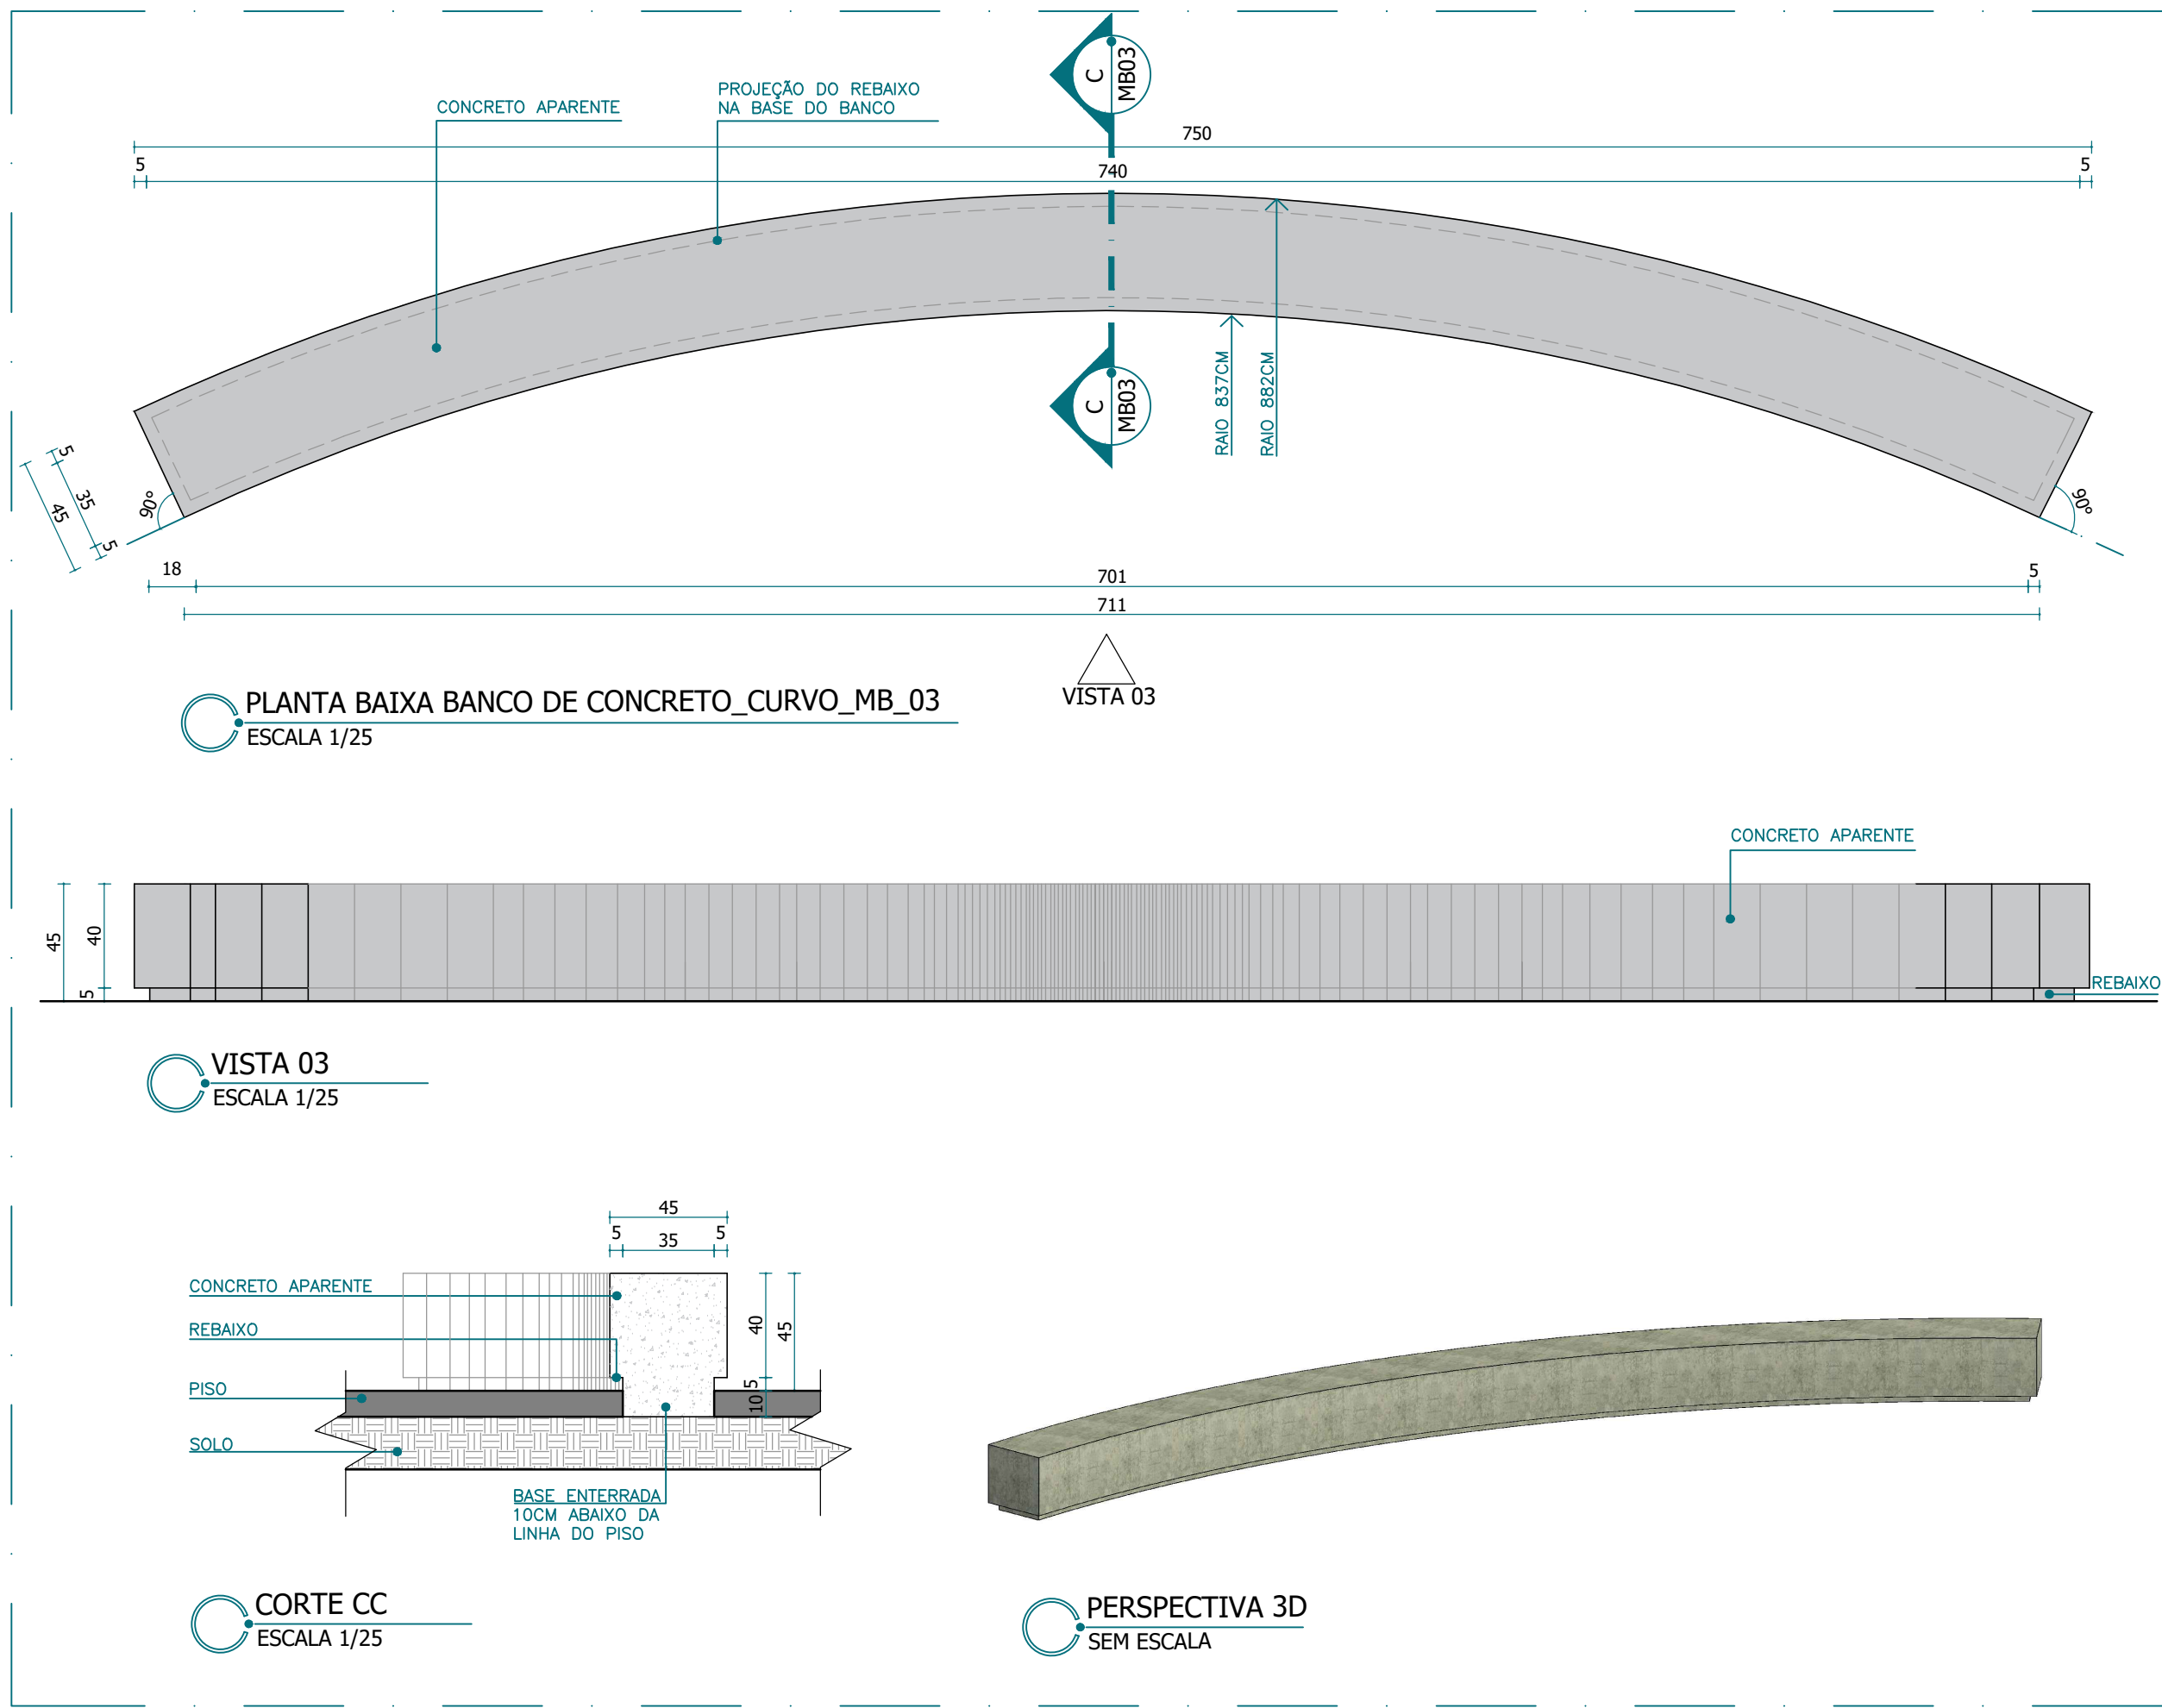 C
MB03
CONCRETO APARENTE
PROJEÇÃO DO REBAIXO
NA BASE DO BANCO
750
5
740
5
RAIO 837CM
RAIO 882CM
C
MB03
5
35
45
5
90°
90°
18
701
5
711
VISTA 03
PLANTA BAIXA BANCO DE CONCRETO_CURVO_MB_03
ESCALA 1/25
CONCRETO APARENTE
45
40
5
REBAIXO
VISTA 03
ESCALA 1/25
45
5
35
5
CONCRETO APARENTE
REBAIXO
PISO
SOLO
40
45
5
10
BASE ENTERRADA
10CM ABAIXO DA
LINHA DO PISO
CORTE CC
ESCALA 1/25
PERSPECTIVA 3D
SEM ESCALA